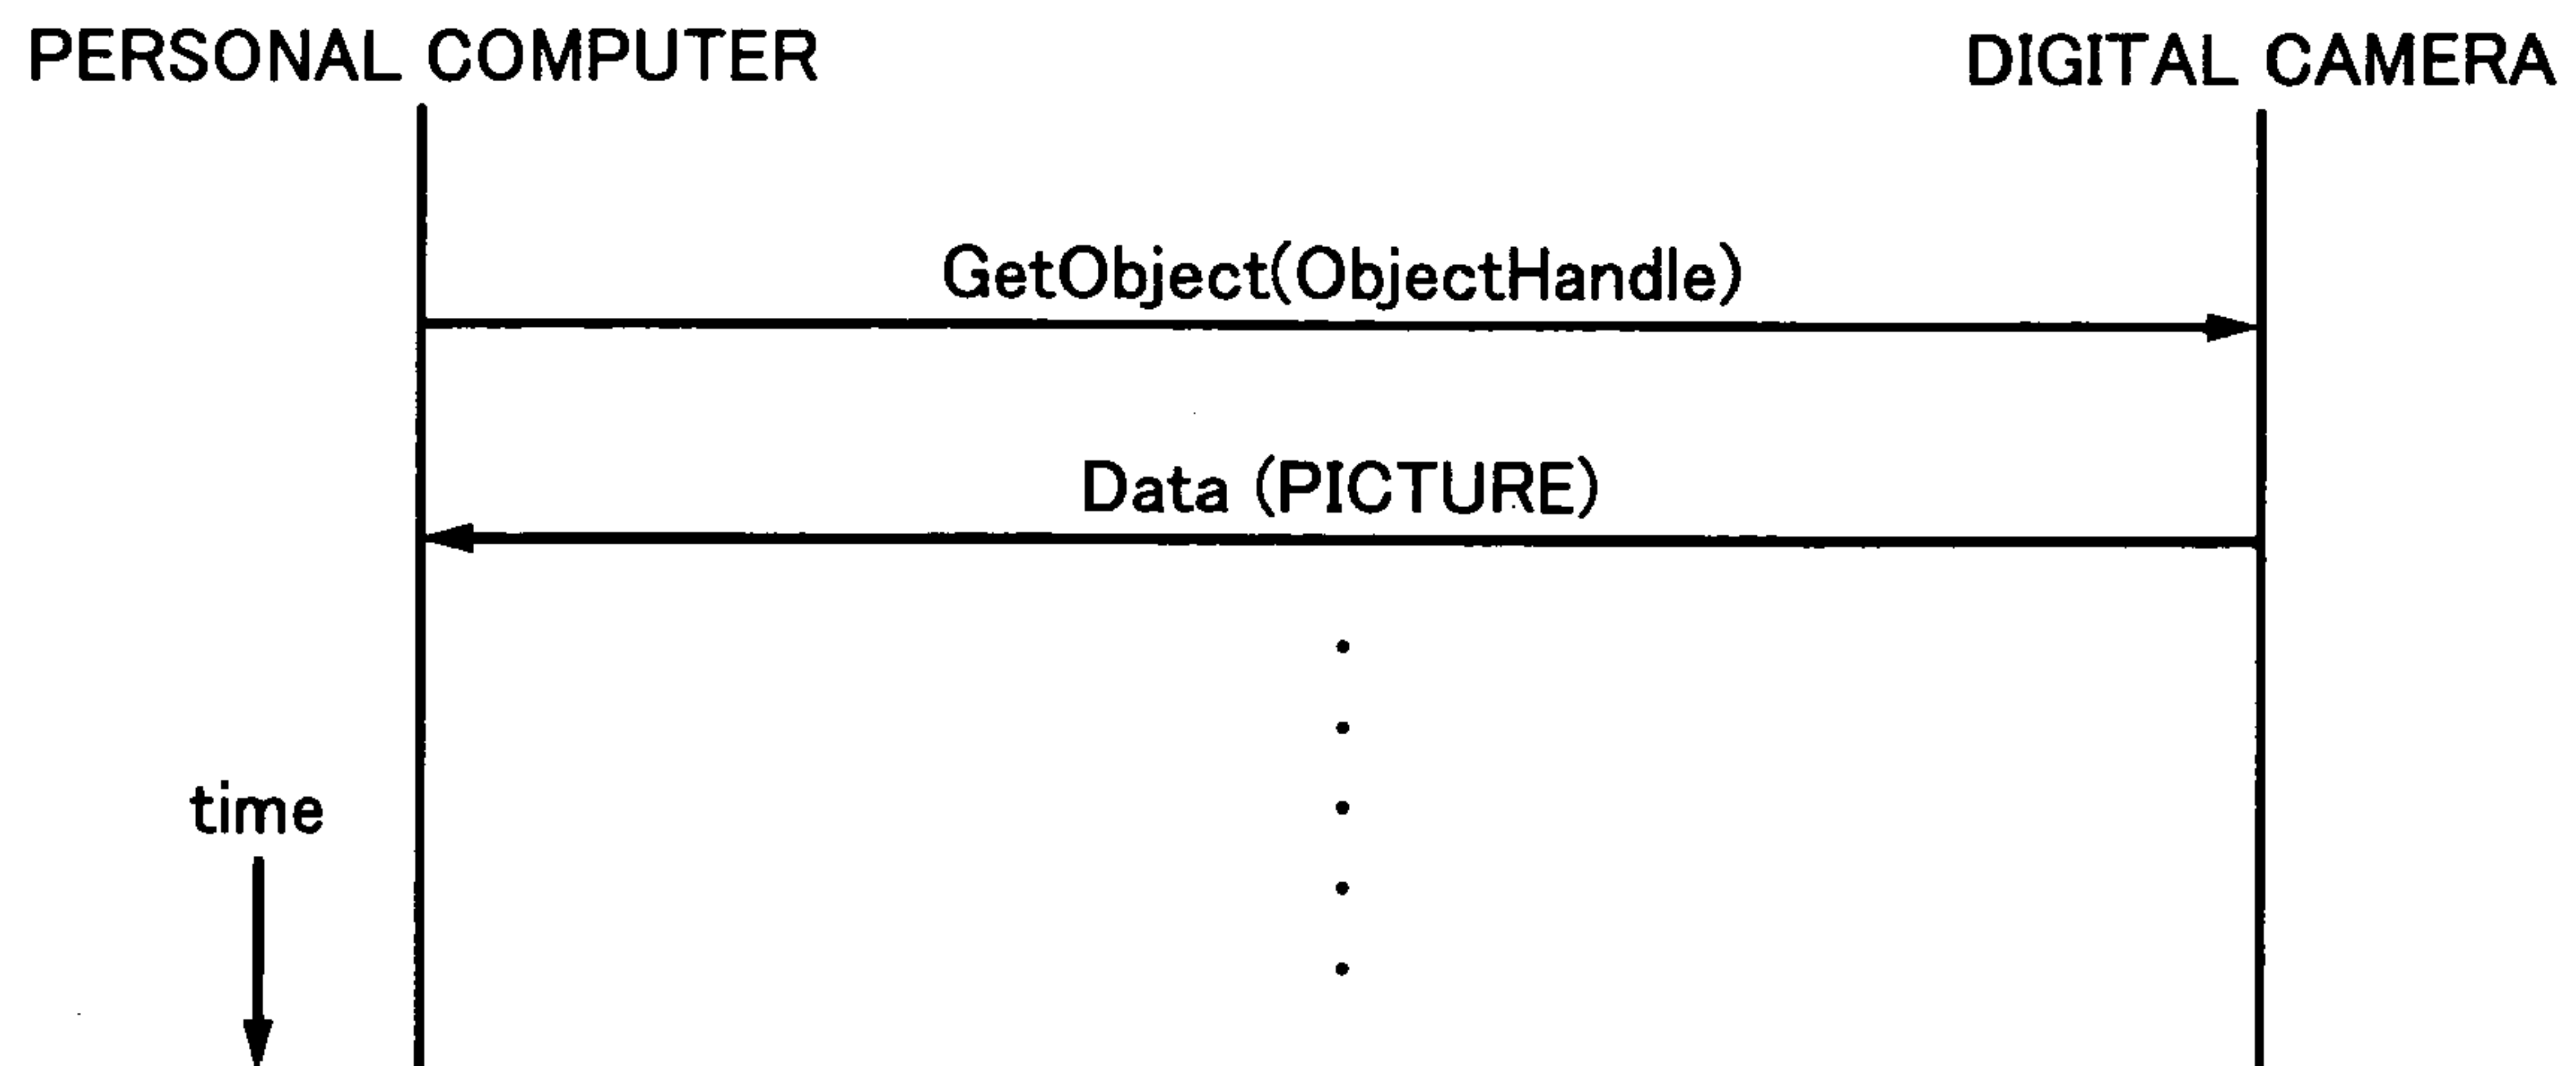 PERSONAL COMPUTER
DIGITAL CAMERA
GetObject(ObjectHandle)
Data (PICTURE)
time